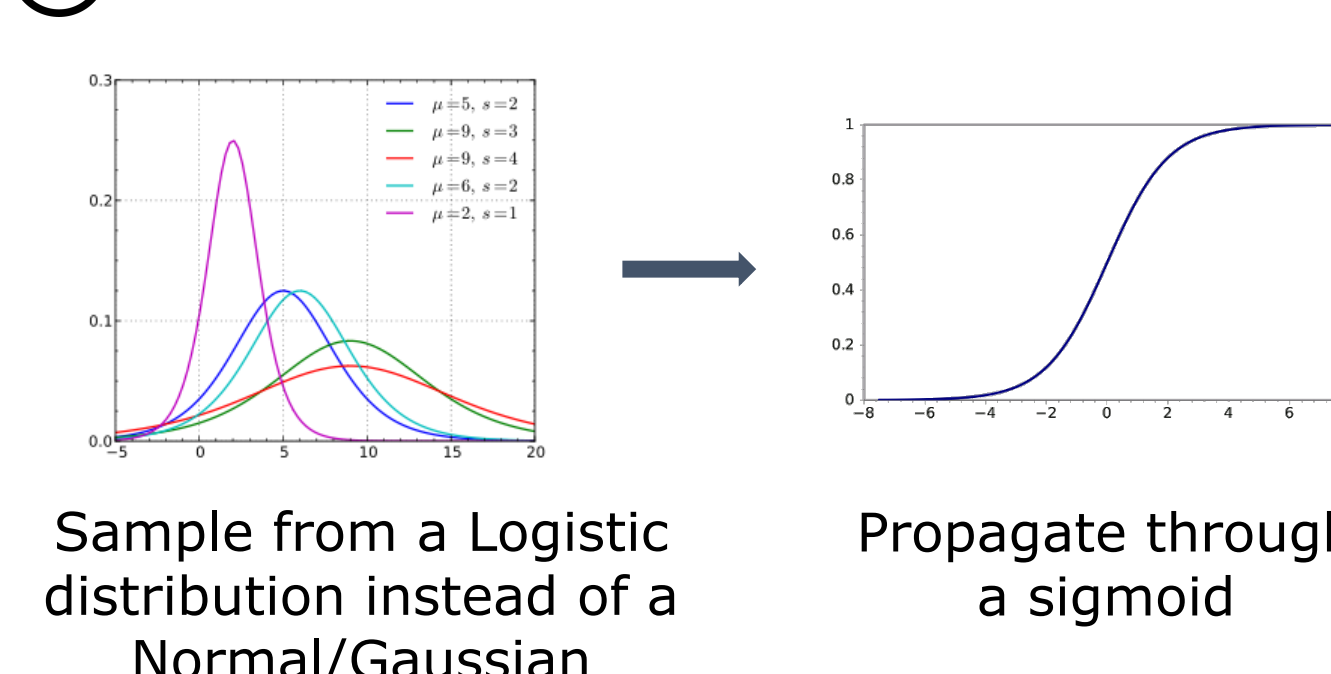 0.3
0.2
0.1
0.0
−5
0
5
10
15
20
μ=5, s=2
μ=9, s=3
μ=9, s=4
μ=6, s=2
μ=2, s=1
1
0.8
0.6
0.4
0.2
0
−8
−6
−4
−2
0
2
4
6
Sample from a Logistic
distribution instead of a
Normal/Gaussian
Propagate through
a sigmoid